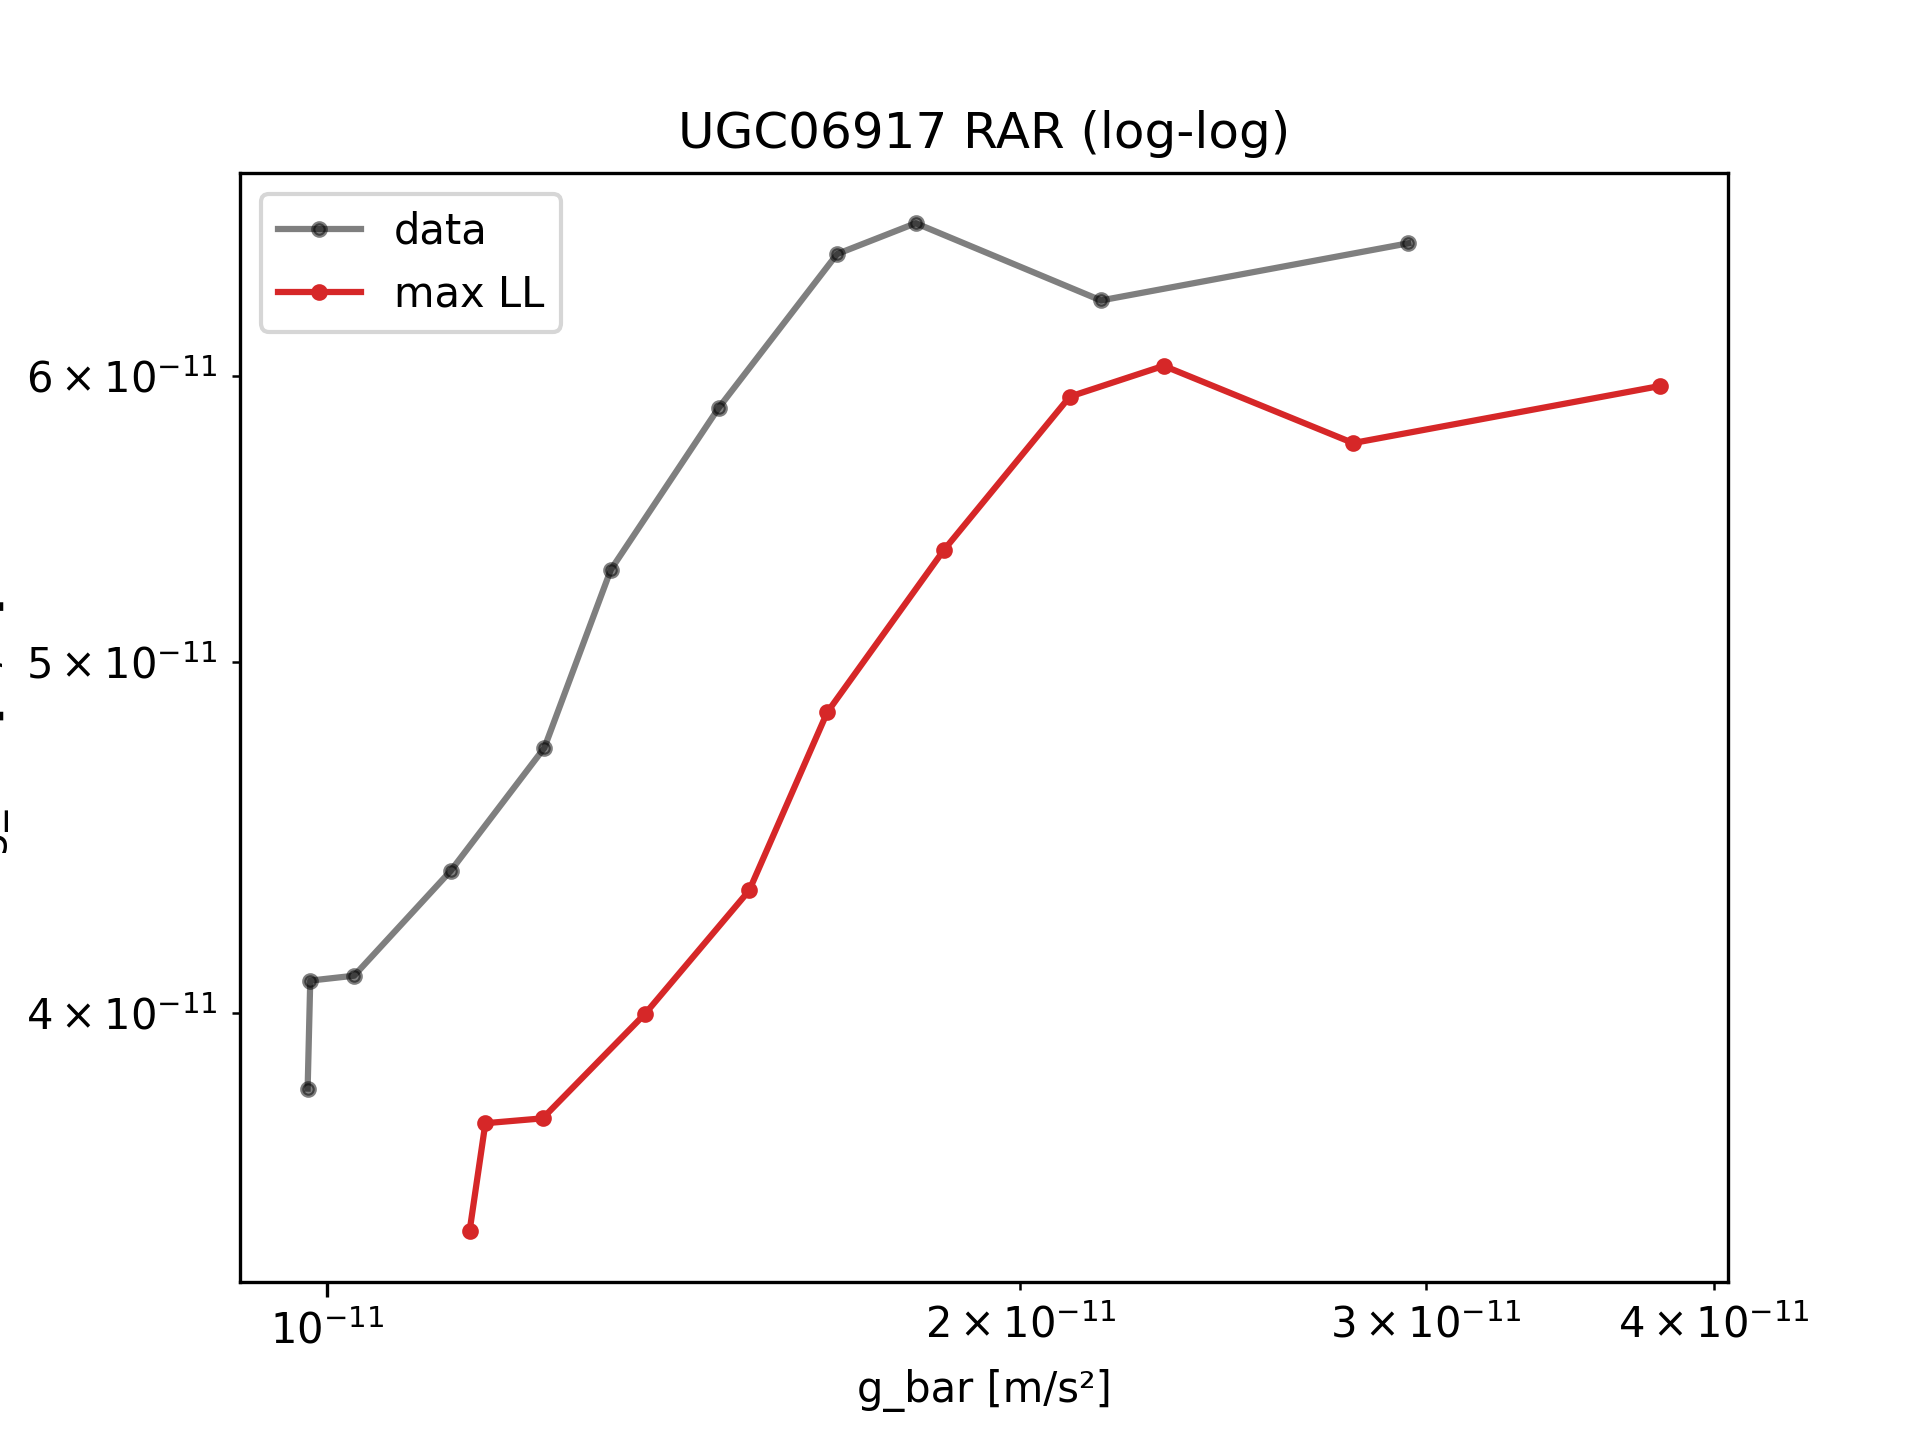 UGC06917 RAR (log-log)
data
max LL
6 × 10⁻¹¹
5 × 10⁻¹¹
4 × 10⁻¹¹
10⁻¹¹
2 × 10⁻¹¹
3 × 10⁻¹¹
4 × 10⁻¹¹
g_bar [m/s²]